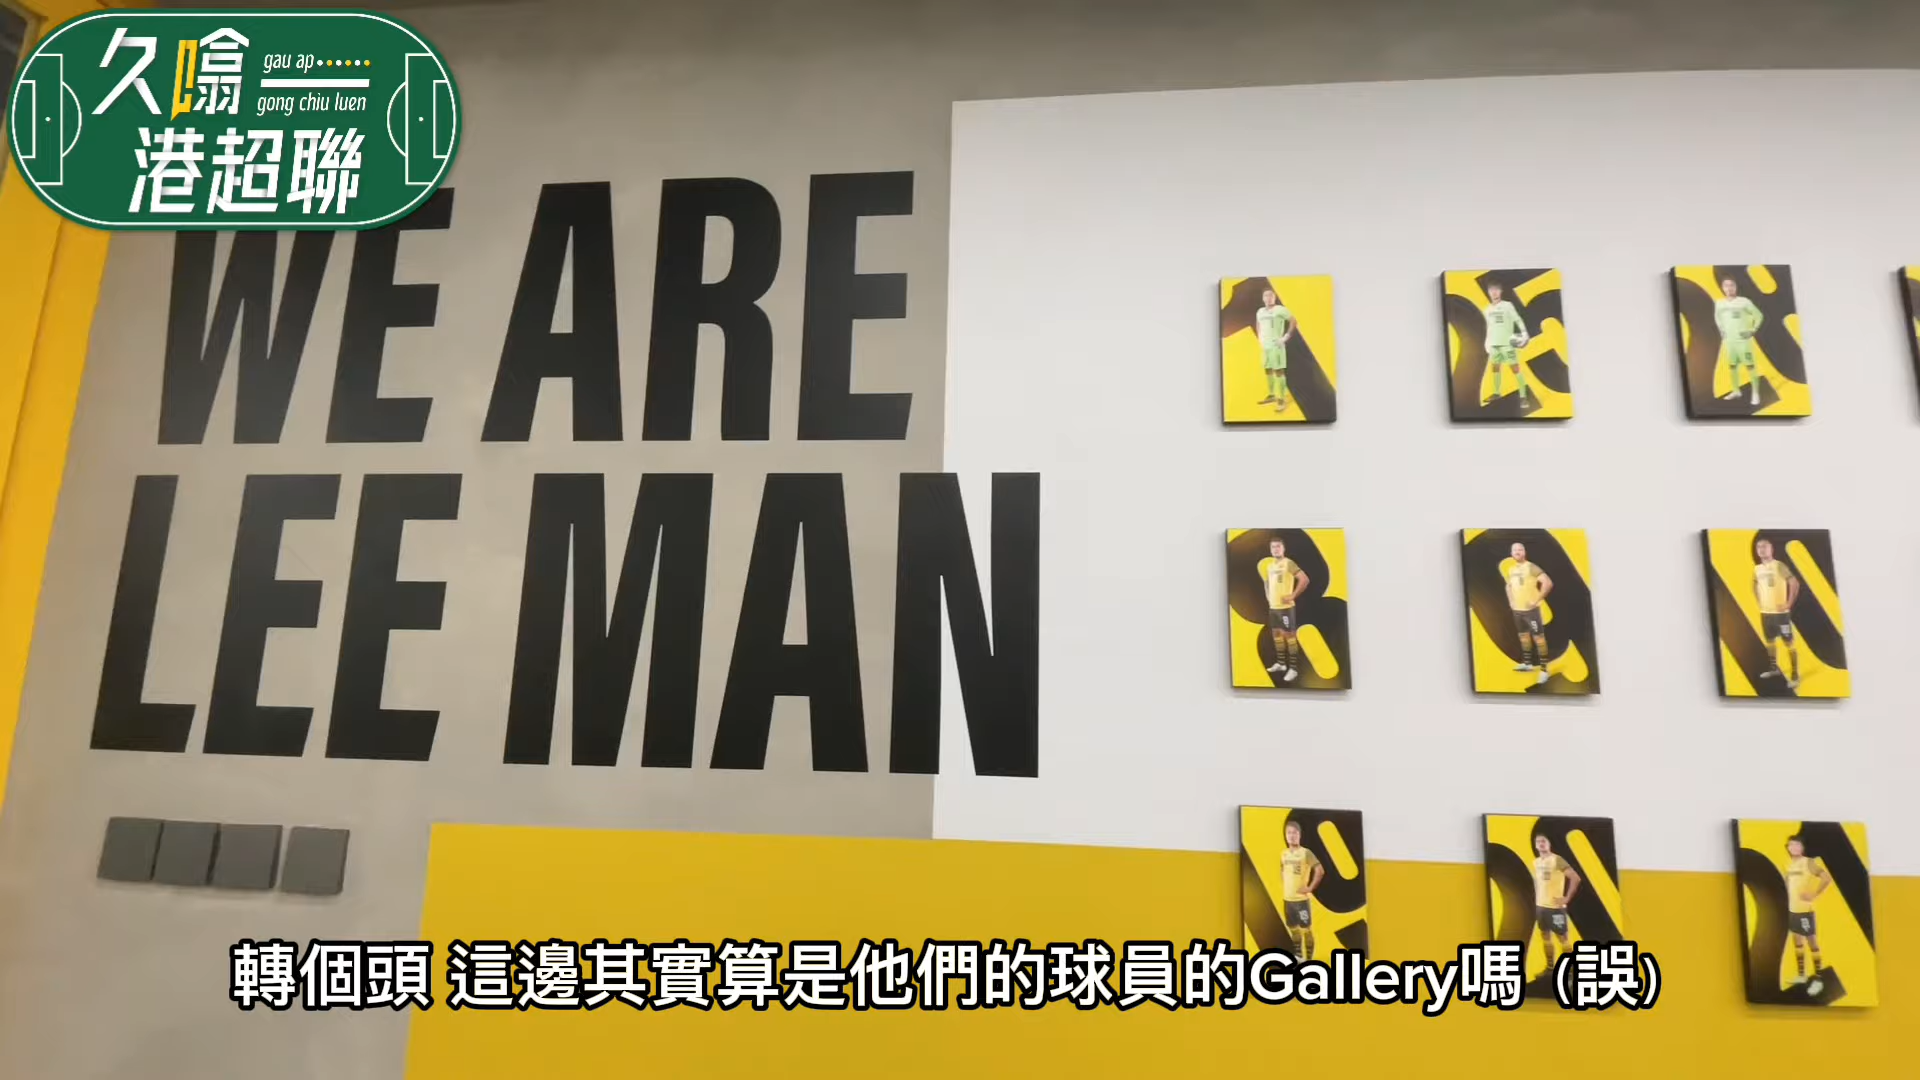 久噏
gau ap......
gong chiu luen
港超聯
WE ARE
LEE MAN
轉個頭 這邊其實算是他們的球員的Gallery嗎（誤）